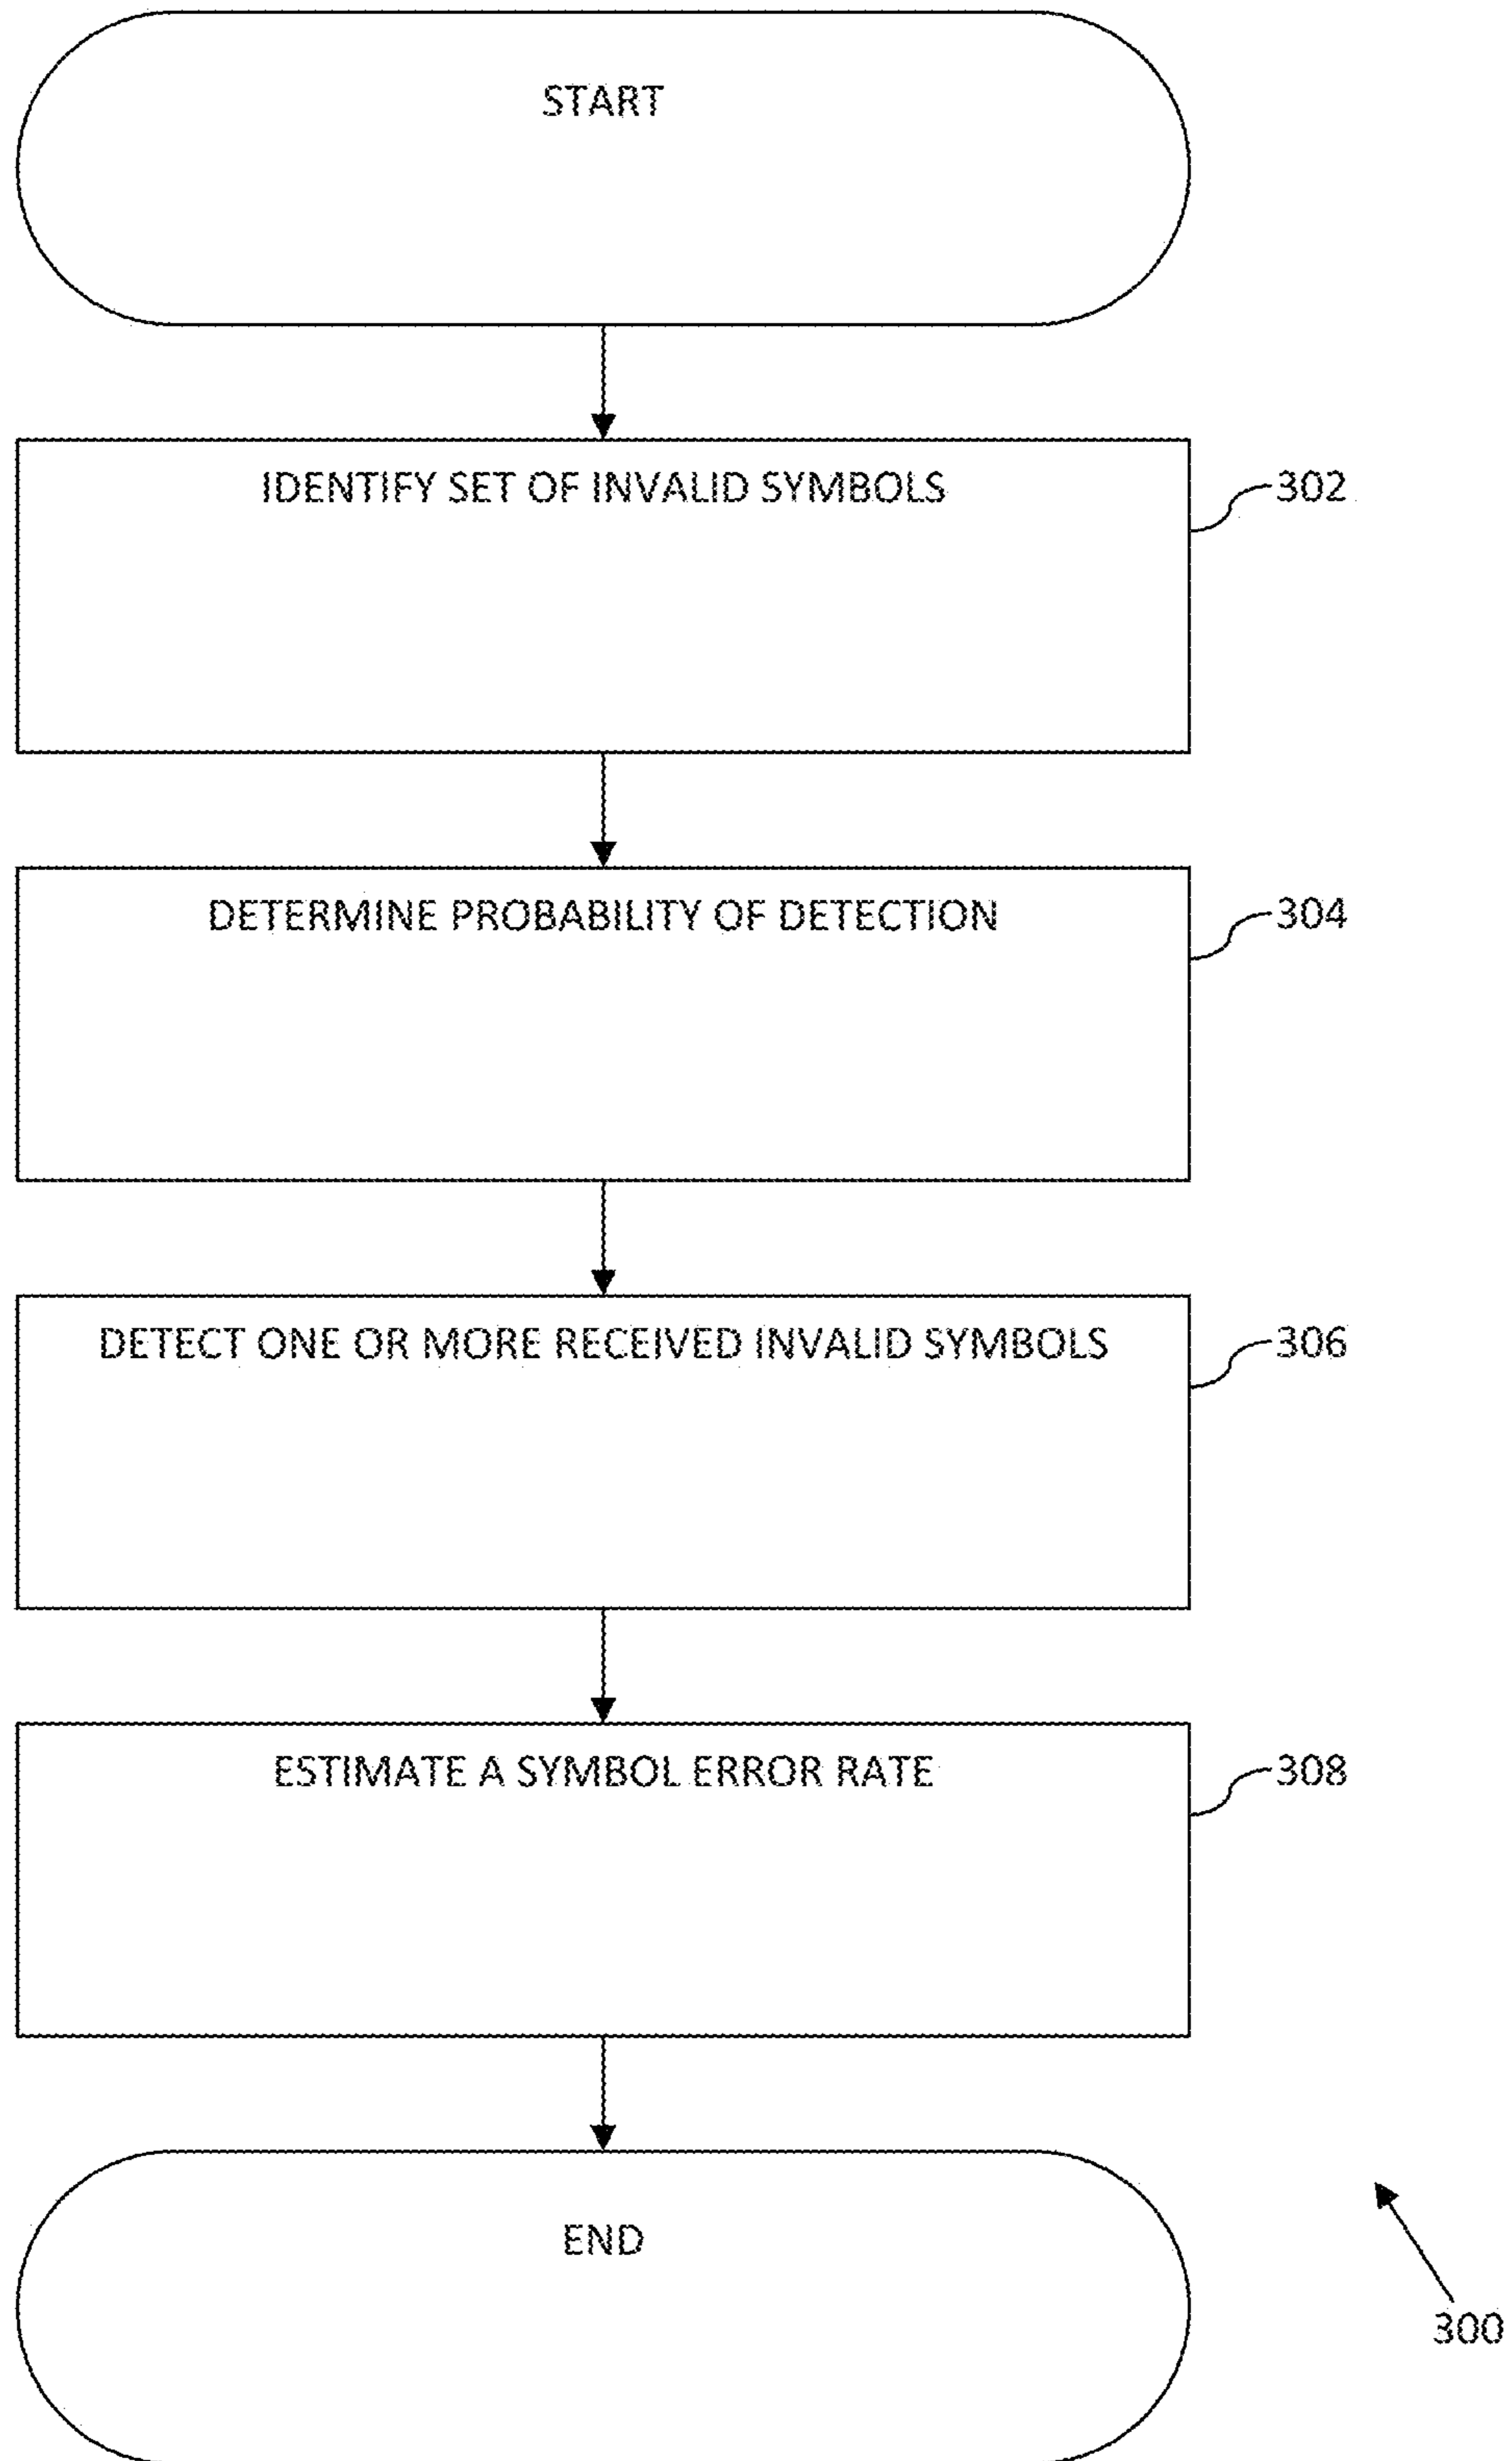 START
IDENTIFY SET OF INVALID SYMBOLS
302
DETERMINE PROBABILITY OF DETECTION
304
DETECT ONE OR MORE RECEIVED INVALID SYMBOLS
306
ESTIMATE A SYMBOL ERROR RATE
308
END
300